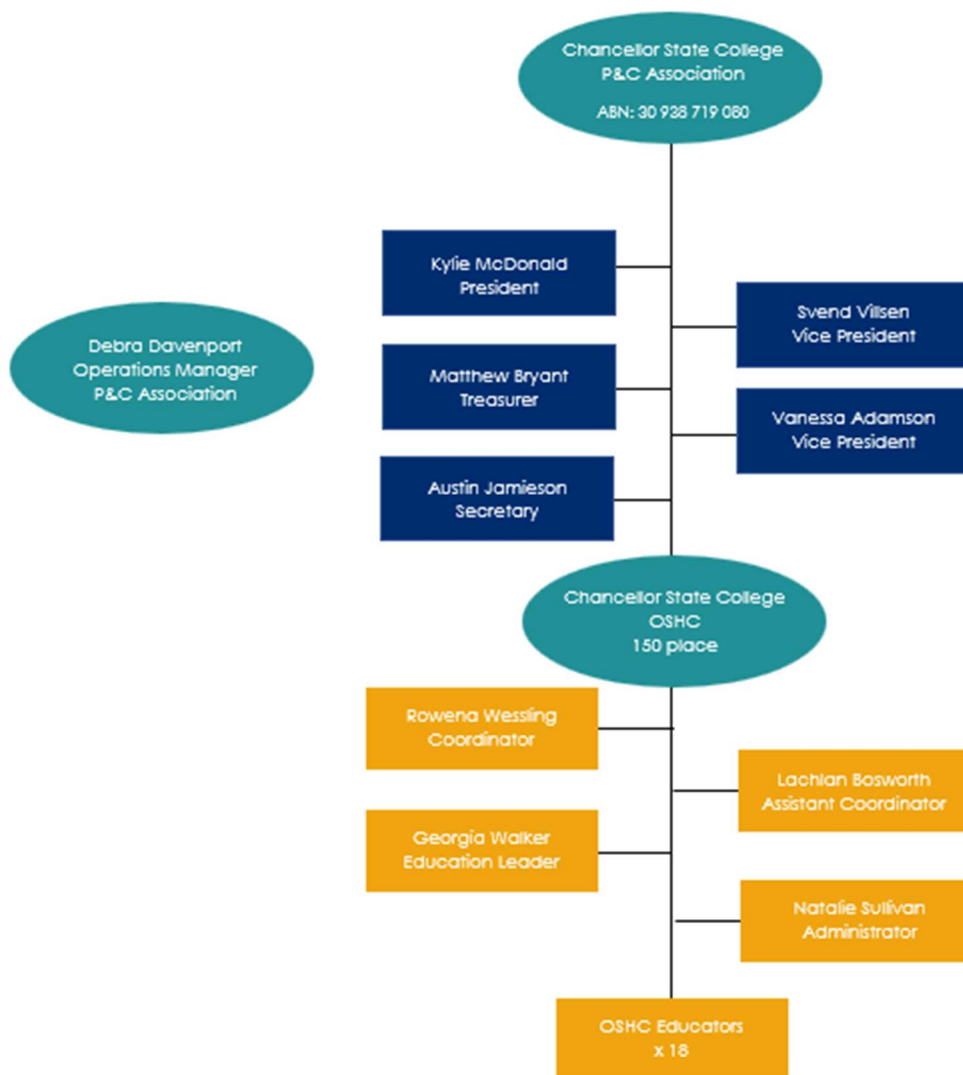 Chancellor State College
P&C Association
ABN: 30 938 719 080
Kylie McDonald
President
Svend Villsen
Vice President
Debra Davenport
Operations Manager
P&C Association
Matthew Bryant
Treasurer
Vanessa Adamson
Vice President
Austin Jamieson
Secretary
Chancellor State College
OSHC
150 place
Rowena Wessling
Coordinator
Lachlan Bosworth
Assistant Coordinator
Georgia Walker
Education Leader
Natalie Sullivan
Administrator
OSHC Educators
x 18